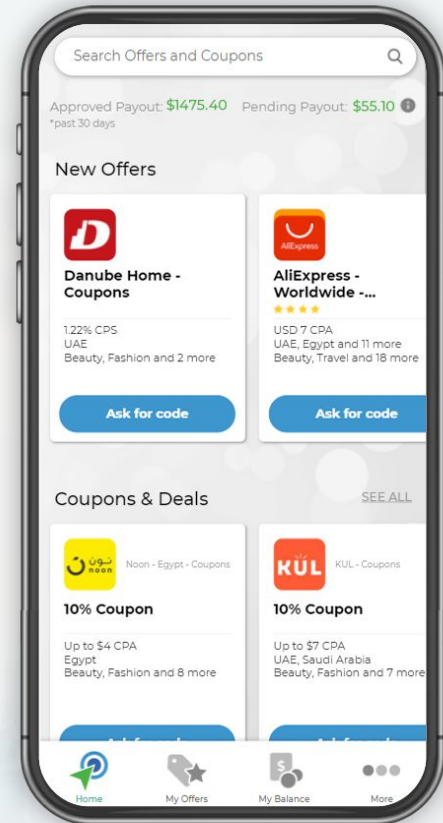 Search Offers and Coupons
Approved Payout: $1475.40 Pending Payout: $55.10
*past 30 days
New Offers
D
Danube Home -
Coupons
1.22% CPS
UAE
Beauty, Fashion and 2 more
Ask for code
AliExpress
AliExpress -
Worldwide -...
USD 7 CPA
UAE, Egypt and 11 more
Beauty, Travel and 18 more
Ask for code
Coupons & Deals
SEE ALL
نون
noon
Noon - Egypt - Coupons
10% Coupon
Up to $4 CPA
Egypt
Beauty, Fashion and 8 more
KÜL
KUL - Coupons
10% Coupon
Up to $7 CPA
UAE, Saudi Arabia
Beauty, Fashion and 7 more
Home
My Offers
My Balance
More